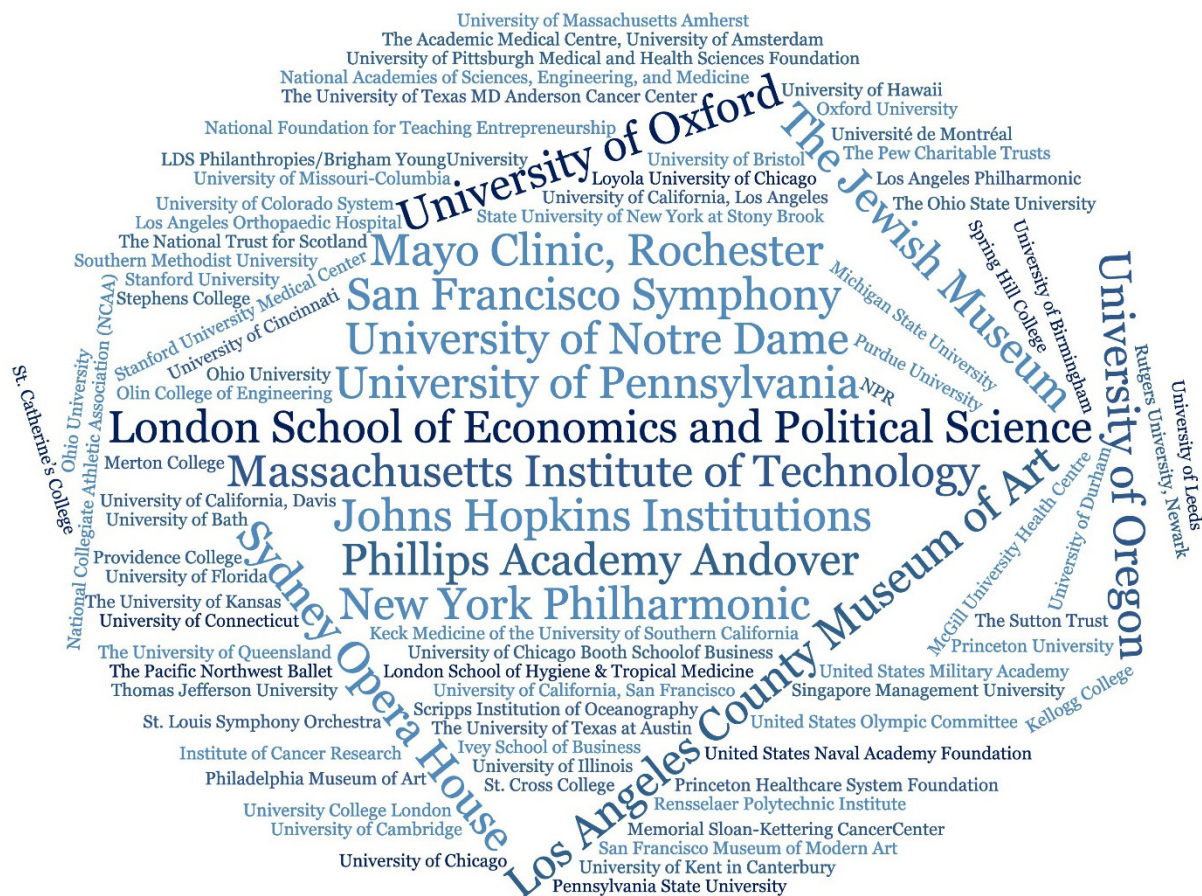 University of Massachusetts Amherst
The Academic Medical Centre, University of Amsterdam
University of Pittsburgh Medical and Health Sciences Foundation
National Academies of Sciences, Engineering, and Medicine
The University of Texas MD Anderson Cancer Center
University of Hawaii
Oxford University
University of Oxford
The Jewish Museum
National Foundation for Teaching Entrepreneurship
Université de Montréal
LDS Philanthropies/Brigham YoungUniversity
University of Bristol
The Pew Charitable Trusts
University of Missouri-Columbia
Loyola University of Chicago
Los Angeles Philharmonic
University of Colorado System
University of California, Los Angeles
The Ohio State University
Los Angeles Orthopaedic Hospital
State University of New York at Stony Brook
The National Trust for Scotland
Mayo Clinic, Rochester
Southern Methodist University
Stanford University
Stephens College
Stanford University Medical Center
University of Cincinnati
San Francisco Symphony
Michigan State University
Spring Hill College
University of Birmingham
University of Oregon
University of Notre Dame
Purdue University
Rutgers University, Newark
University of Leeds
St. Catherine's College
Ohio University
National Collegiate Athletic Association (NCAA)
Ohio University
Olin College of Engineering
University of Pennsylvania
NPR
London School of Economics and Political Science
Merton College
Massachusetts Institute of Technology
University of California, Davis
University of Bath
Johns Hopkins Institutions
Los Angeles County Museum of Art
McGill University Health Centre
University of Durham
Sydney Opera House
Providence College
University of Florida
Phillips Academy Andover
The University of Kansas
University of Connecticut
New York Philharmonic
The Sutton Trust
Keck Medicine of the University of Southern California
Princeton University
The University of Queensland
University of Chicago Booth Schoolof Business
The Pacific Northwest Ballet
London School of Hygiene & Tropical Medicine
United States Military Academy
Thomas Jefferson University
University of California, San Francisco
Singapore Management University
Kellogg College
Scripps Institution of Oceanography
St. Louis Symphony Orchestra
The University of Texas at Austin
United States Olympic Committee
Institute of Cancer Research
Ivey School of Business
United States Naval Academy Foundation
University of Illinois
Philadelphia Museum of Art
St. Cross College
Princeton Healthcare System Foundation
Rensselaer Polytechnic Institute
University College London
University of Cambridge
Memorial Sloan-Kettering CancerCenter
San Francisco Museum of Modern Art
University of Chicago
University of Kent in Canterbury
Pennsylvania State University